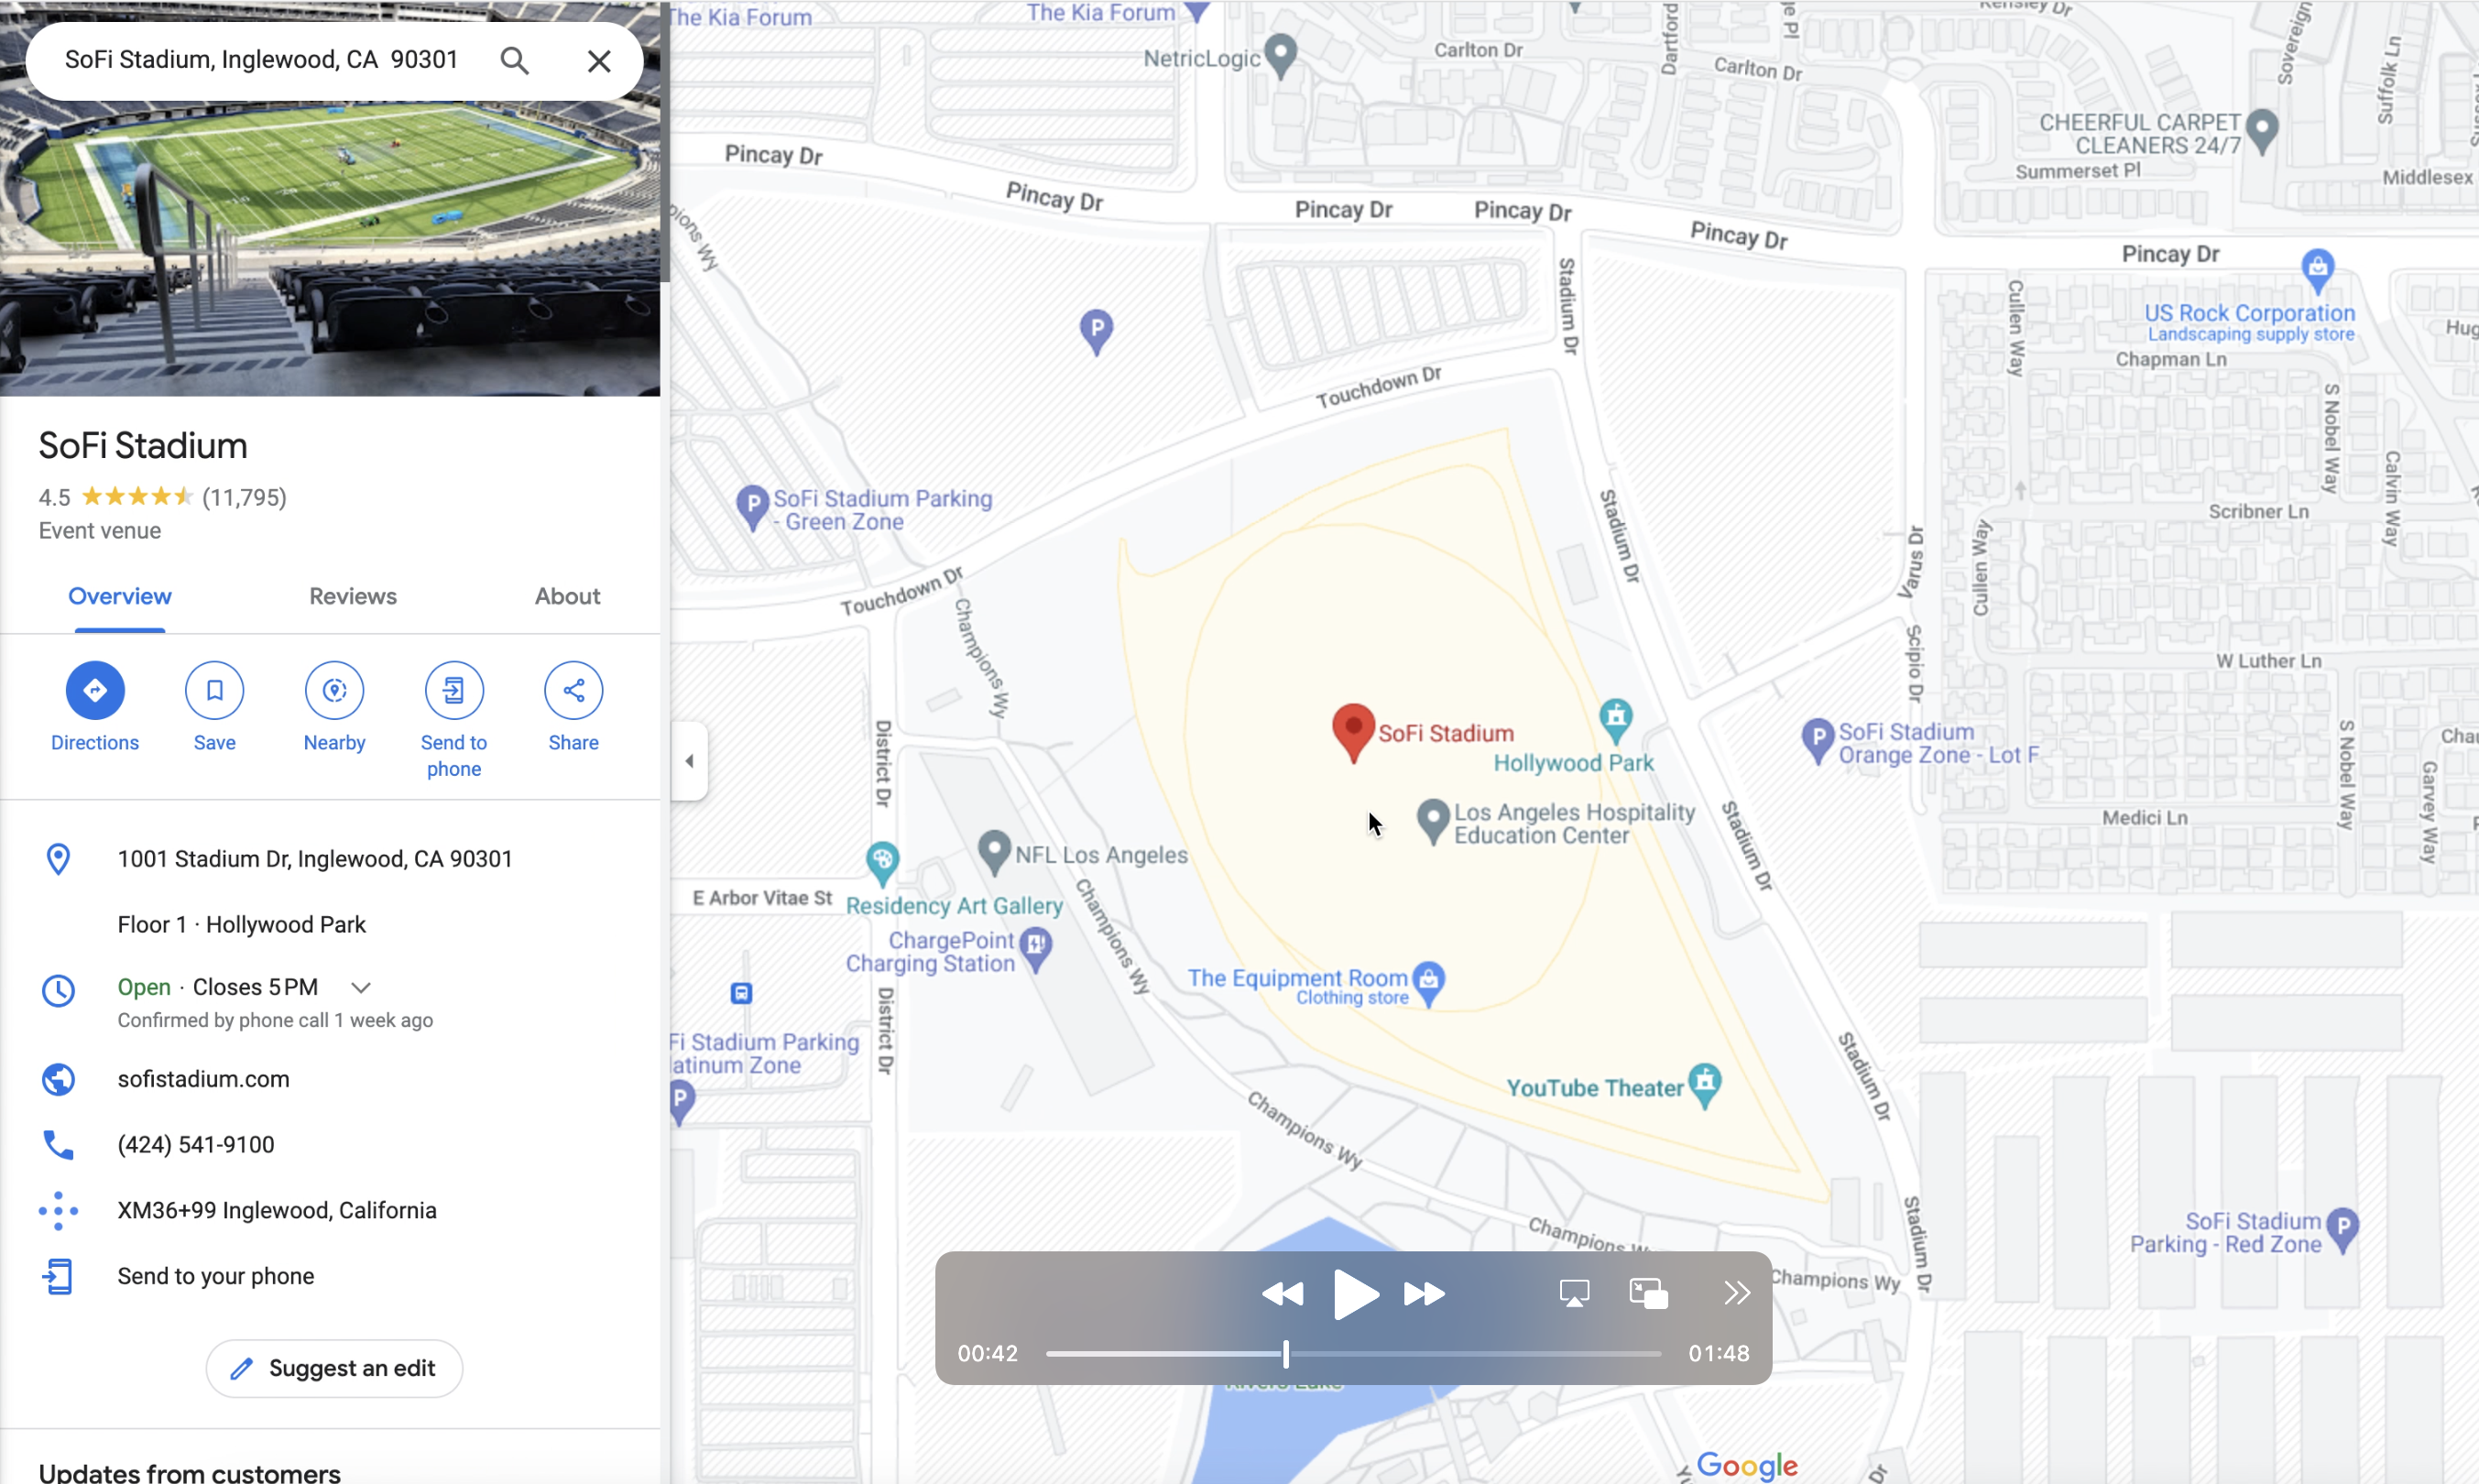 SoFi Stadium, Inglewood, CA 90301
SoFi Stadium
4.5 (11,795)
Event venue
Overview
Reviews
About
Directions
Save
Nearby
Send to
phone
Share
1001 Stadium Dr, Inglewood, CA 90301
Floor 1 · Hollywood Park
Open · Closes 5 PM
Confirmed by phone call 1 week ago
sofistadium.com
(424) 541-9100
XM36+99 Inglewood, California
Send to your phone
Suggest an edit
Updates from customers
The Kia Forum
The Kia Forum
NetricLogic
Carlton Dr
Dartford
Carlton Dr
Kensley Dr
Sovereign
Suffolk Ln
CHEERFUL CARPET
CLEANERS 24/7
Summerset Pl
Middlesex
Pincay Dr
Pincay Dr
Pincay Dr
Pincay Dr
Pincay Dr
Pincay Dr
US Rock Corporation
Landscaping supply store
Cullen Way
Chapman Ln
Hug
S Nobel Way
Calvin Way
Scribner Ln
Cullen Way
Varus Dr
Scipio Dr
W Luther Ln
S Nobel Way
Garvey Way
Chau
Medici Ln
P
Stadium Dr
Touchdown Dr
P
SoFi Stadium Parking
- Green Zone
Touchdown Dr
Champions Wy
Stadium Dr
District Dr
SoFi Stadium
Hollywood Park
P
SoFi Stadium
Orange Zone - Lot F
Los Angeles Hospitality
Education Center
Stadium Dr
NFL Los Angeles
E Arbor Vitae St
Residency Art Gallery
ChargePoint
Charging Station
Champions Wy
The Equipment Room
Clothing store
District Dr
Fi Stadium Parking
latinum Zone
P
YouTube Theater
Stadium Dr
Champions Wy
Champions
Champions Wy
Stadium Dr
SoFi Stadium
Parking - Red Zone
P
00:42
01:48
Google
Dr